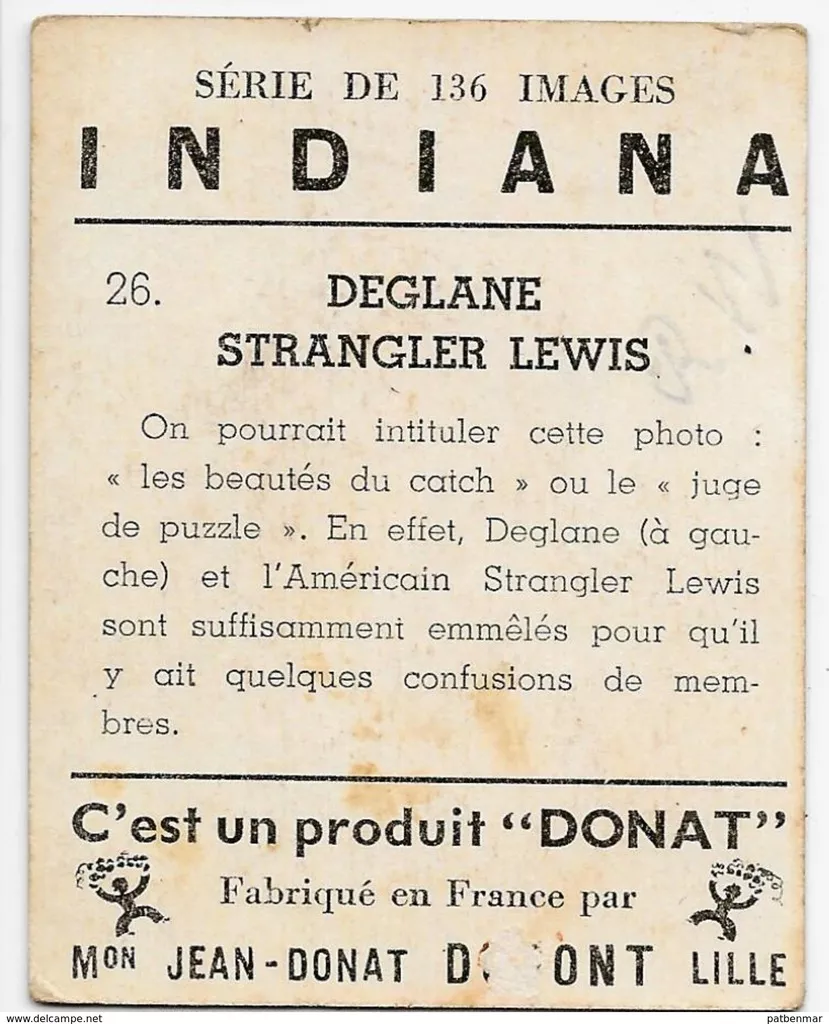 SÉRIE DE 136 IMAGES
INDIANA
26. DEGLANE
STRANGLER LEWIS
On pourrait intituler cette photo :
« les beautés du catch » ou le « juge
de puzzle ». En effet, Deglane (à gau-
che) et l'Américain Strangler Lewis
sont suffisamment emmêlés pour qu'il
y ait quelques confusions de mem-
bres.
C'est un produit "DONAT"
Fabriqué en France par
MON JEAN-DONAT LILLE
delcampe.net
patbenmar